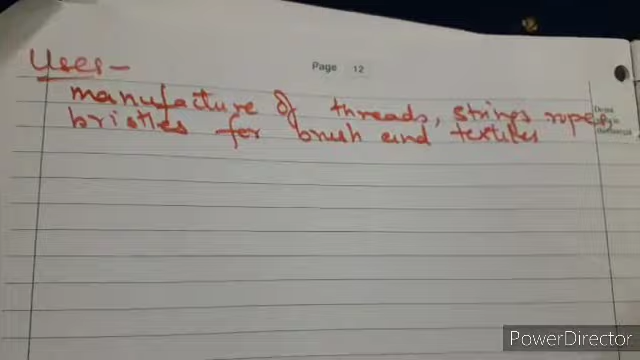 Uses-
Page 12
manufacture of threads, strings ropes,
bristles for brush and textiles
PowerDirector